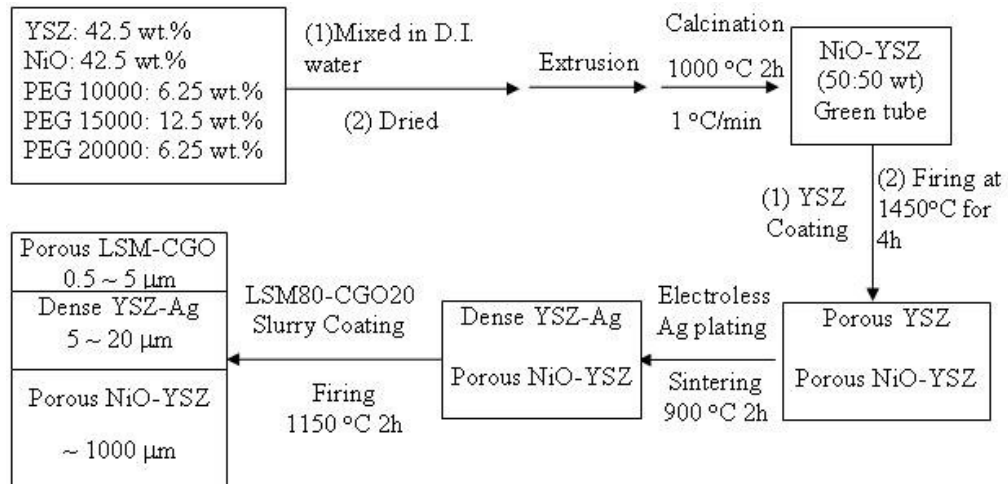 YSZ: 42.5 wt.%
NiO: 42.5 wt.%
PEG 10000: 6.25 wt.%
PEG 15000: 12.5 wt.%
PEG 20000: 6.25 wt.%
(1)Mixed in D.I.
water
(2) Dried
Extrusion
Calcination
1000 °C 2h
1 °C/min
NiO-YSZ
(50:50 wt)
Green tube
(1) YSZ
Coating
(2) Firing at
1450°C for
4h
Porous YSZ
Porous NiO-YSZ
Electroless
Ag plating
Sintering
900 °C 2h
Dense YSZ-Ag
Porous NiO-YSZ
LSM80-CGO20
Slurry Coating
Firing
1150 °C 2h
Porous LSM-CGO
0.5 ~ 5 μm
Dense YSZ-Ag
5 ~ 20 μm
Porous NiO-YSZ
~ 1000 μm